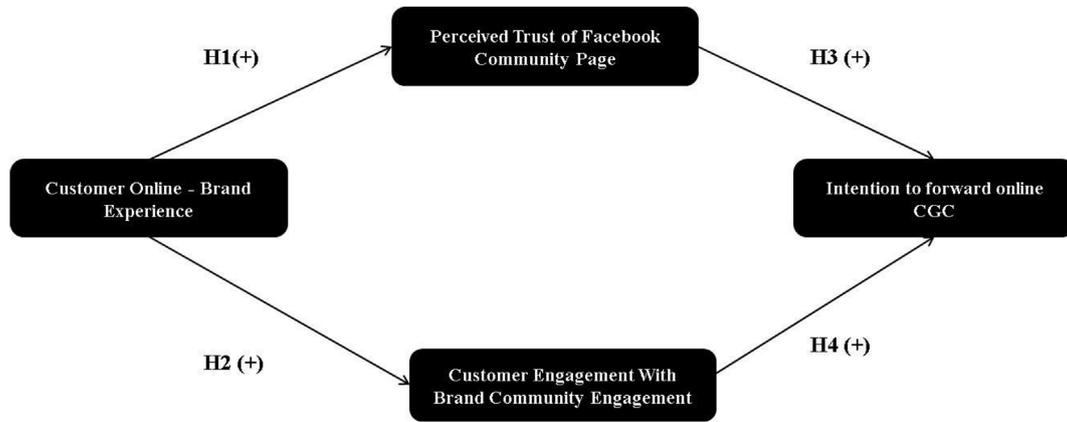 Perceived Trust of Facebook
Community Page
H1(+)
H3 (+)
Customer Online - Brand
Experience
Intention to forward online
CGC
H2 (+)
H4 (+)
Customer Engagement With
Brand Community Engagement